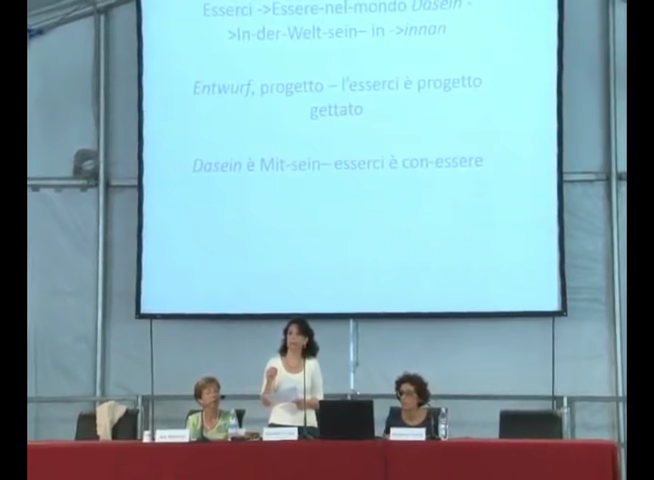 Esserci ->Essere-nel-mondo Dasein -
>In-der-Welt-sein– in ->innan
Entwurf, progetto – l'esserci è progetto
gettato
Dasein è Mit-sein– esserci è con-essere